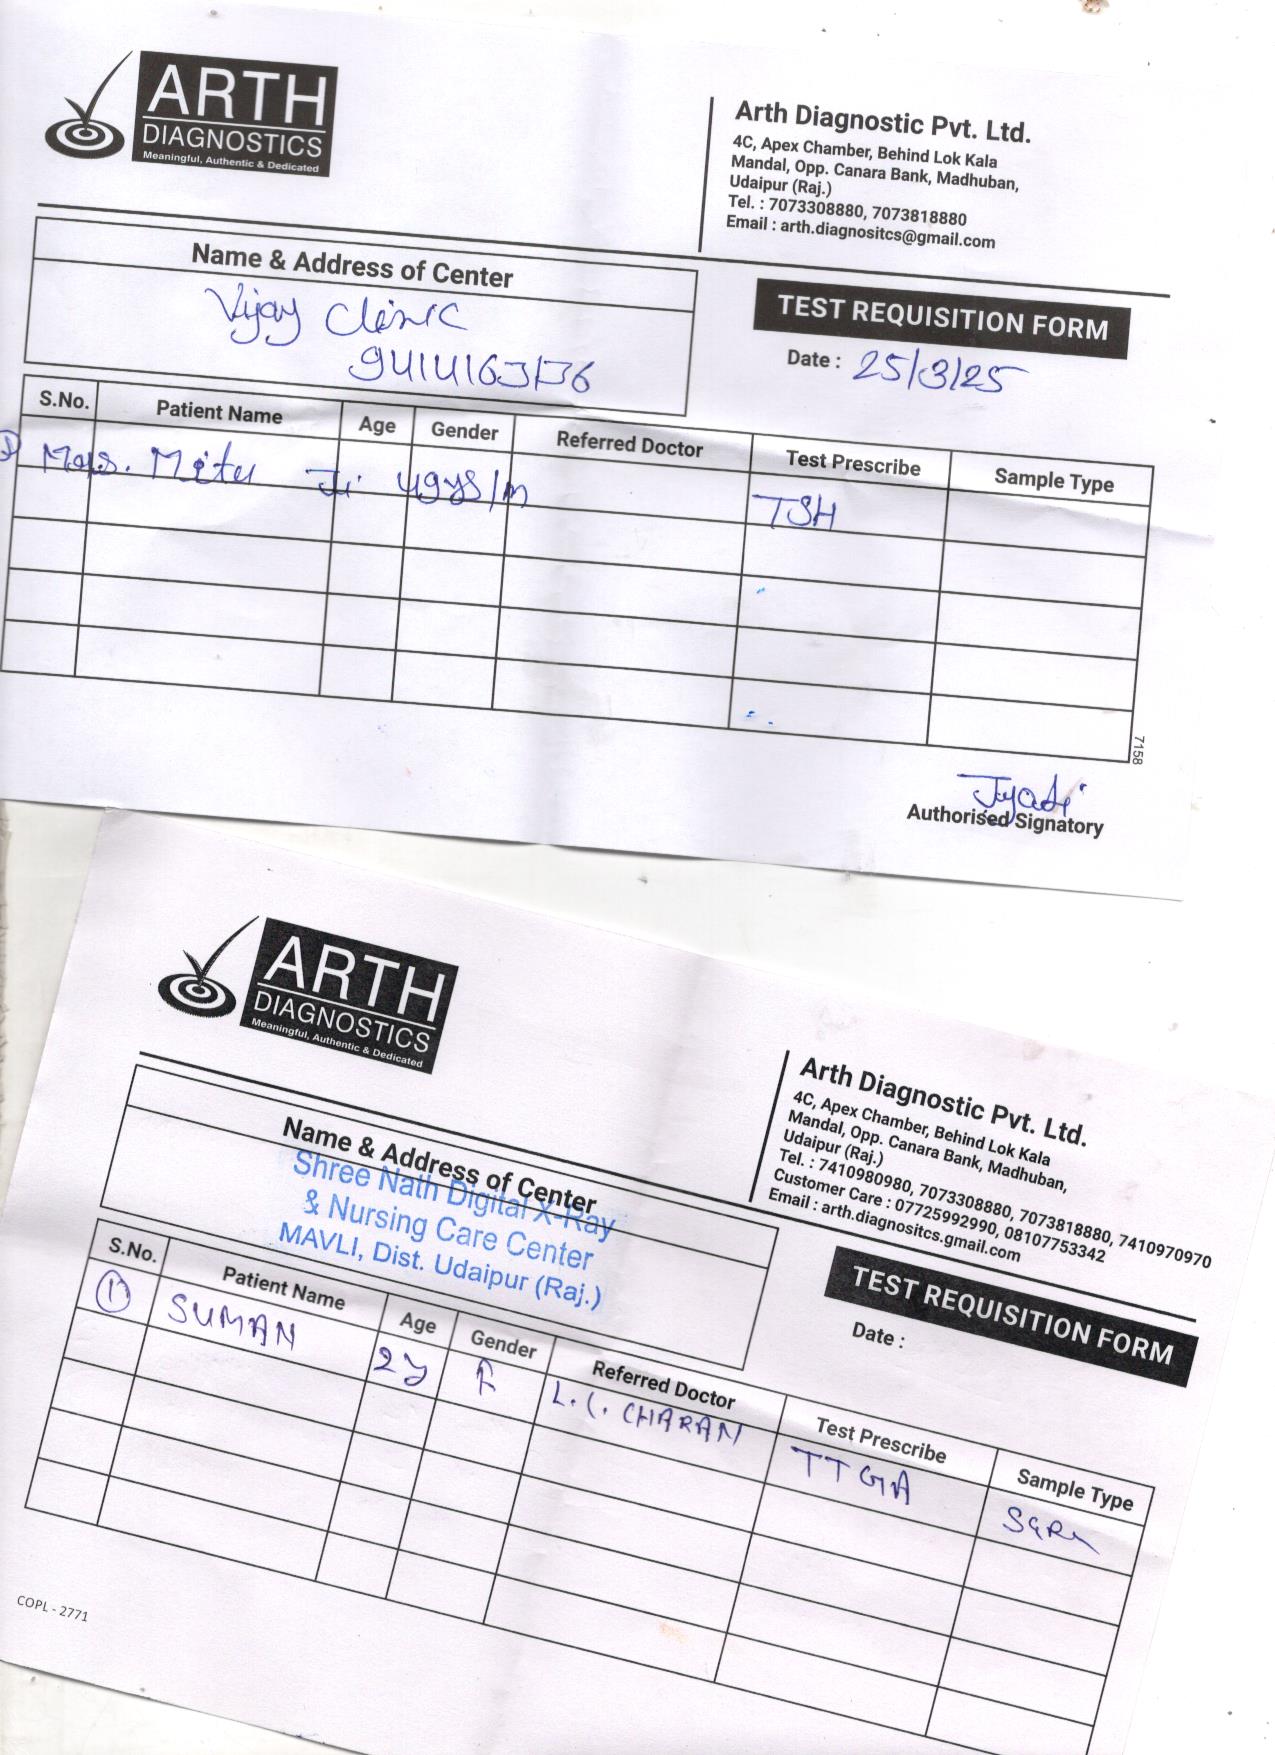 ARTH
DIAGNOSTICS
Meaningful, Authentic & Dedicated
Arth Diagnostic Pvt. Ltd.
4C, Apex Chamber, Behind Lok Kala
Mandal, Opp. Canara Bank, Madhuban,
Udaipur (Raj.)
Tel. : 7073308880, 7073818880
Email : arth.diagnositcs@gmail.com
Name & Address of Center
Vijay Clinic
TEST REQUISITION FORM
Date : 25/3/25
S.No. Patient Name Age Gender Referred Doctor Test Prescribe Sample Type
Ji 49ys/m TSH
7158
Authorised Signatory
ARTH
DIAGNOSTICS
Meaningful, Authentic & Dedicated
Arth Diagnostic Pvt. Ltd.
4C, Apex Chamber, Behind Lok Kala
Mandal, Opp. Canara Bank, Madhuban,
Udaipur (Raj.)
Tel. : 7410980980, 7073308880, 7073818880, 7410970970
Customer Care : 07725992990, 08107753342
Email : arth.diagnositcs.gmail.com
Name & Address of Center
Shree Nath Digital X-Ray
& Nursing Care Center
MAVLI, Dist. Udaipur (Raj.)
TEST REQUISITION FORM
Date :
S.No. Patient Name Age Gender Referred Doctor Test Prescribe Sample Type
1 SUMAN 2y F L.C. CHARAN TTGA
COPL - 2771